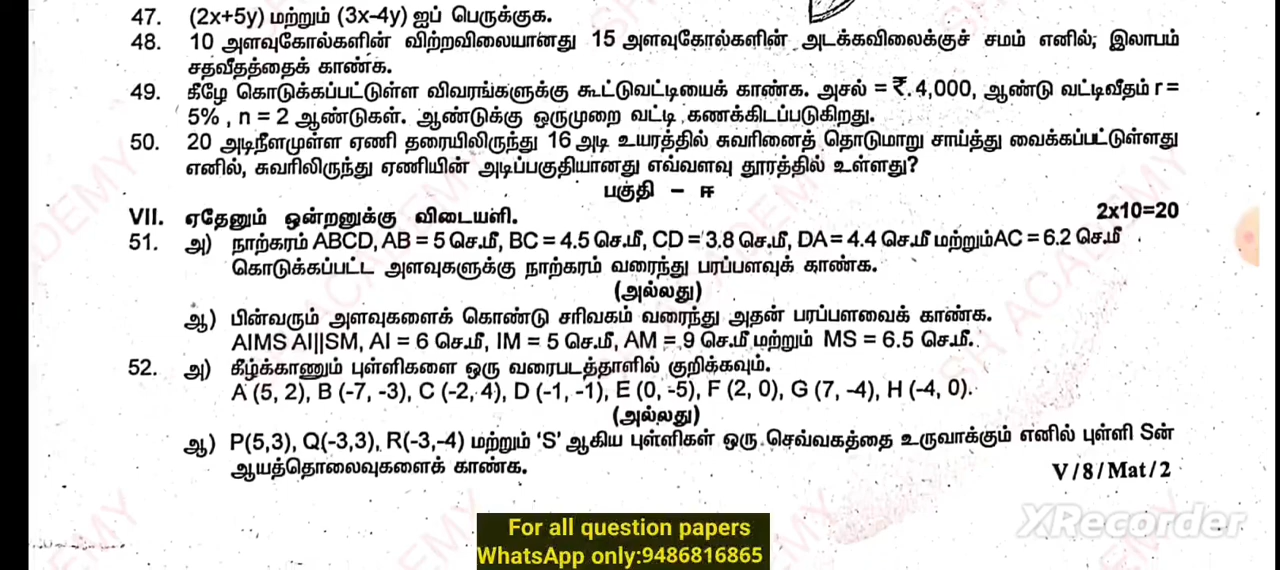 47. (2x+5y) மற்றும் (3x-4y) ஐப் பெருக்குக.
48. 10 அளவுகோல்களின் விற்றவிலையானது 15 அளவுகோல்களின் அடக்கவிலைக்குச் சமம் எனில், இலாபம்
சதவீதத்தைக் காண்க.
49. கீழே கொடுக்கப்பட்டுள்ள விவரங்களுக்கு கூட்டுவட்டியைக் காண்க. அசல் = ₹.4,000, ஆண்டு வட்டிவீதம் r =
5% , n = 2 ஆண்டுகள். ஆண்டுக்கு ஒருமுறை வட்டி கணக்கிடப்படுகிறது.
50. 20 அடிநீளமுள்ள ஏணி தரையிலிருந்து 16 அடி உயரத்தில் சுவரினைத் தொடுமாறு சாய்த்து வைக்கப்பட்டுள்ளது
எனில், சுவரிலிருந்து ஏணியின் அடிப்பகுதியானது எவ்வளவு தூரத்தில் உள்ளது?
பகுதி – ஈ
VII. ஏதேனும் ஒன்றனுக்கு விடையளி. 2x10=20
51. அ) நாற்கரம் ABCD, AB = 5 செ.மீ, BC = 4.5 செ.மீ, CD = 3.8 செ.மீ, DA = 4.4 செ.மீ மற்றும் AC = 6.2 செ.மீ
கொடுக்கப்பட்ட அளவுகளுக்கு நாற்கரம் வரைந்து பரப்பளவுக் காண்க.
(அல்லது)
ஆ) பின்வரும் அளவுகளைக் கொண்டு சரிவகம் வரைந்து அதன் பரப்பளவைக் காண்க.
AIMS AI||SM, AI = 6 செ.மீ, IM = 5 செ.மீ, AM = 9 செ.மீ மற்றும் MS = 6.5 செ.மீ.
52. அ) கீழ்க்காணும் புள்ளிகளை ஒரு வரைபடத்தாளில் குறிக்கவும்.
A (5, 2), B (-7, -3), C (-2, 4), D (-1, -1), E (0, -5), F (2, 0), G (7, -4), H (-4, 0).
(அல்லது)
ஆ) P(5,3), Q(-3,3), R(-3,-4) மற்றும் 'S' ஆகிய புள்ளிகள் ஒரு செவ்வகத்தை உருவாக்கும் எனில் புள்ளி Sன்
ஆயத்தொலைவுகளைக் காண்க.
V/8/Mat/2
SR ACADEMY
XRecorder
For all question papers
WhatsApp only:9486816865